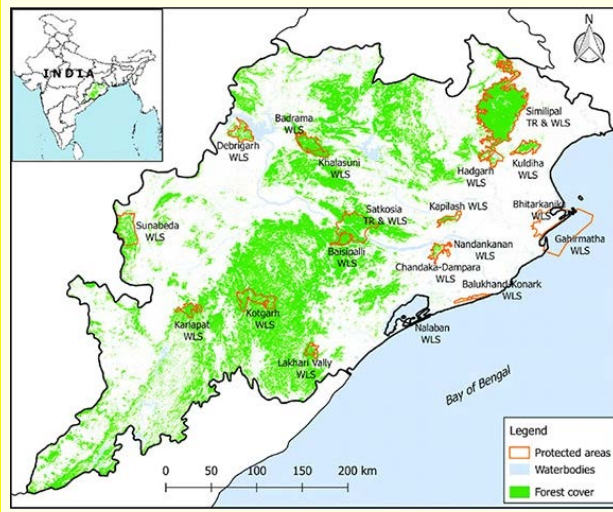 INDIA
N
Similipal
TR & WLS
Badrama
WLS
Debrigarh
WLS
Khalasuni
WLS
Hadgarh
WLS
Kuldiha
WLS
Kapilash WLS
Bhitarkanika
WLS
Satkosia
TR & WLS
Sunabeda
WLS
Baisipalli
WLS
Nandankanan
WLS
Gahirmatha
WLS
Chandaka-Dampara
WLS
Balukhand-Konark
WLS
Karlapat
WLS
Kotgarh
WLS
Nalaban
WLS
Lakhari Vally
WLS
Bay of Bengal
Legend
Protected areas
Waterbodies
Forest cover
0 50 100 150 200 km